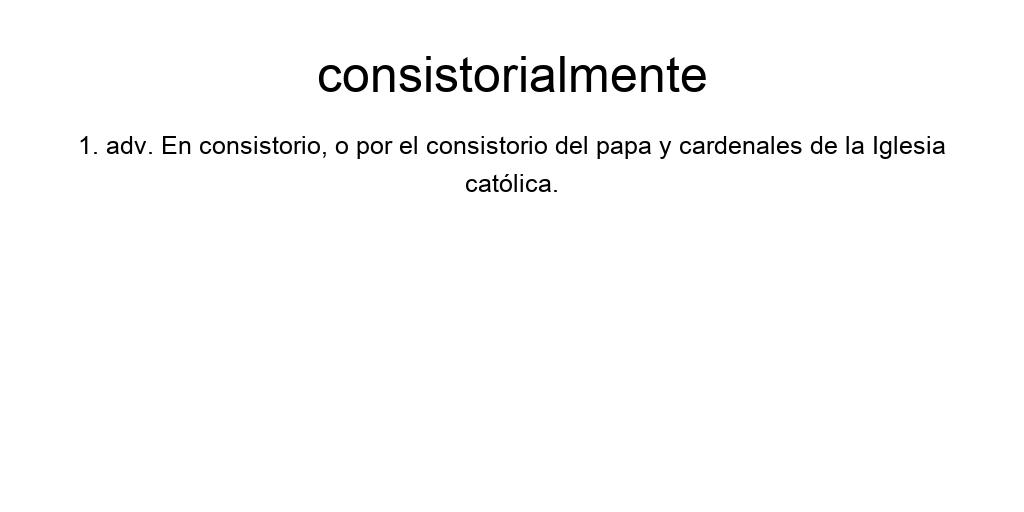 consistorialmente
1. adv. En consistorio, o por el consistorio del papa y cardenales de la Iglesia
católica.